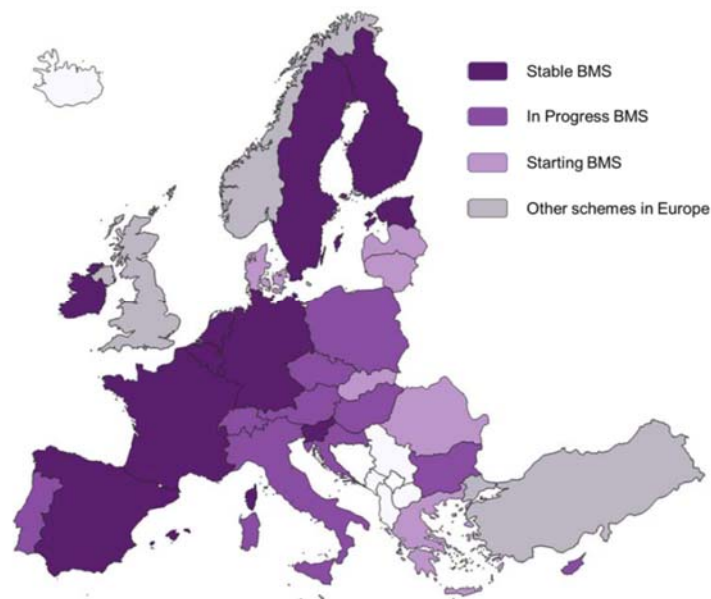 Stable BMS
In Progress BMS
Starting BMS
Other schemes in Europe